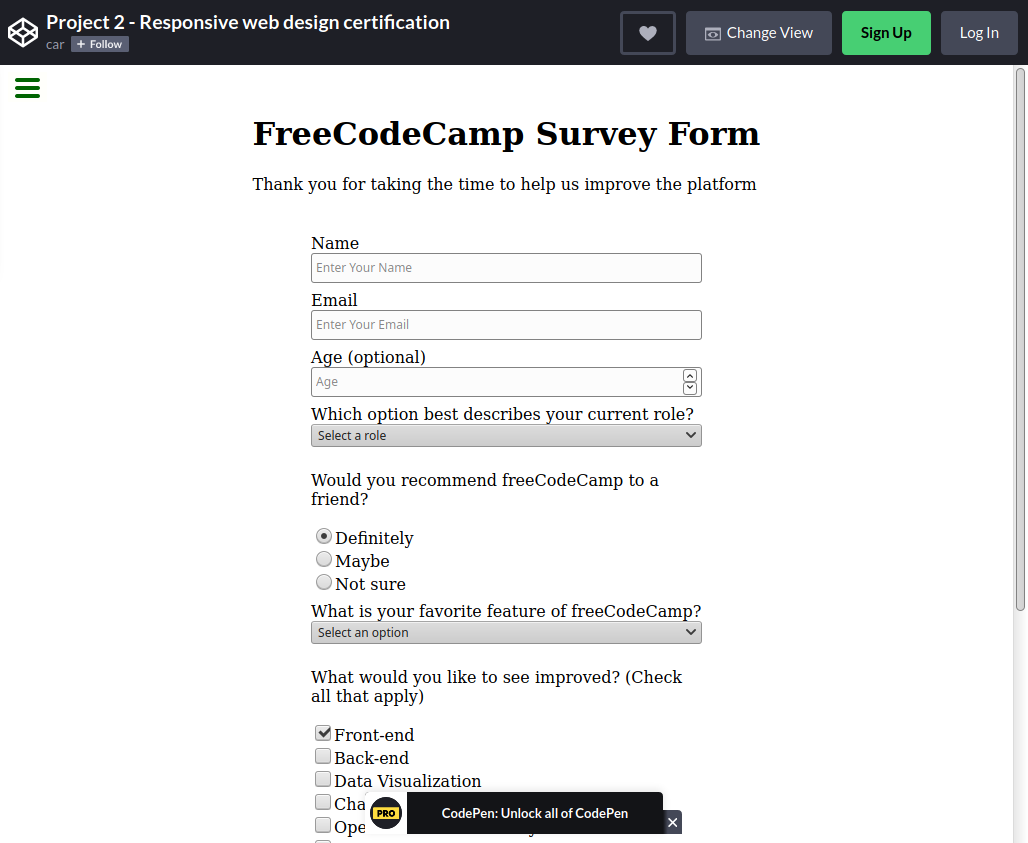 Project 2 - Responsive web design certification
car + Follow
Change View
Sign Up
Log In
FreeCodeCamp Survey Form
Thank you for taking the time to help us improve the platform
Name
Enter Your Name
Email
Enter Your Email
Age (optional)
Age
Which option best describes your current role?
Select a role
Would you recommend freeCodeCamp to a
friend?
Definitely
Maybe
Not sure
What is your favorite feature of freeCodeCamp?
Select an option
What would you like to see improved? (Check
all that apply)
Front-end
Back-end
Data Visualization
PRO
CodePen: Unlock all of CodePen